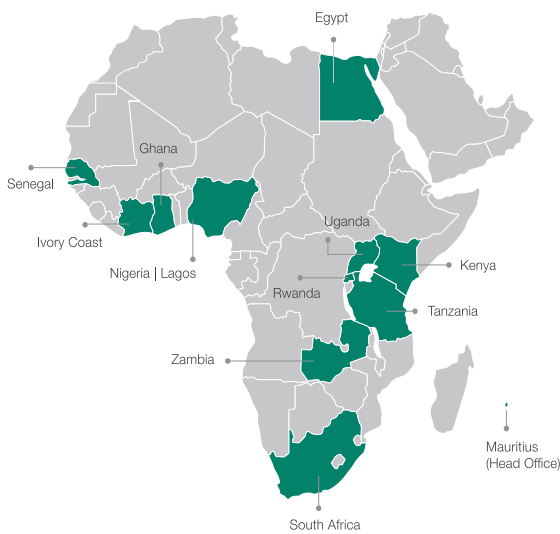 Egypt
Ghana
Senegal
Ivory Coast
Nigeria | Lagos
Uganda
Kenya
Rwanda
Tanzania
Zambia
Mauritius
(Head Office)
South Africa